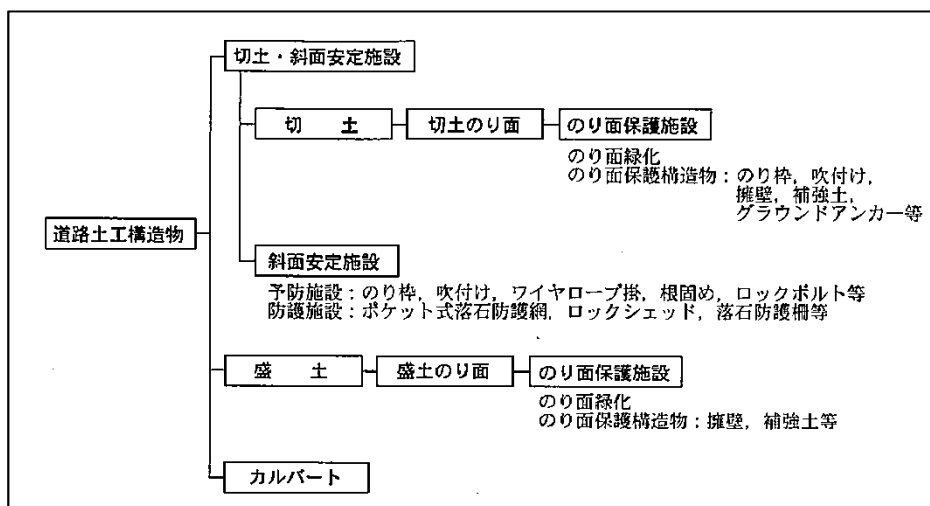 切土・斜面安定施設
切　土
切土のり面
のり面保護施設
のり面緑化
のり面保護構造物：のり枠，吹付け，
擁壁，補強土，
グラウンドアンカー等
道路土工構造物
斜面安定施設
予防施設：のり枠，吹付け，ワイヤロープ掛，根固め，ロックボルト等
防護施設：ポケット式落石防護網，ロックシェッド，落石防護柵等
盛　土
盛土のり面
のり面保護施設
のり面緑化
のり面保護構造物：擁壁，補強土等
カルバート